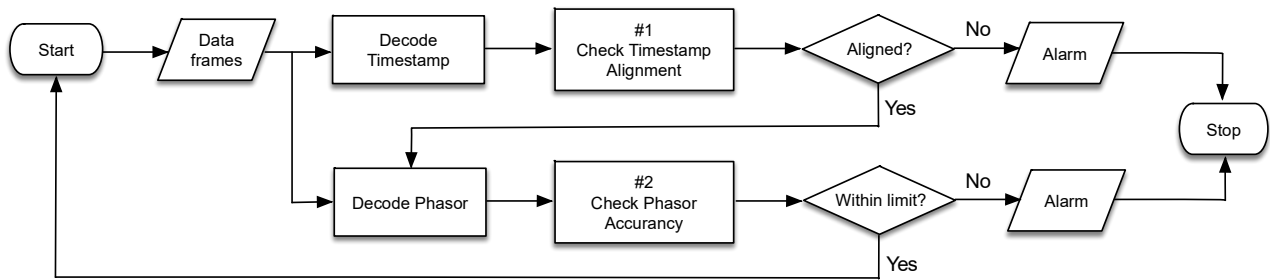 Start
Data
frames
Decode
Timestamp
#1
Check Timestamp
Alignment
Aligned?
No
Alarm
Yes
Stop
Decode Phasor
#2
Check Phasor
Accurancy
Within limit?
No
Alarm
Yes